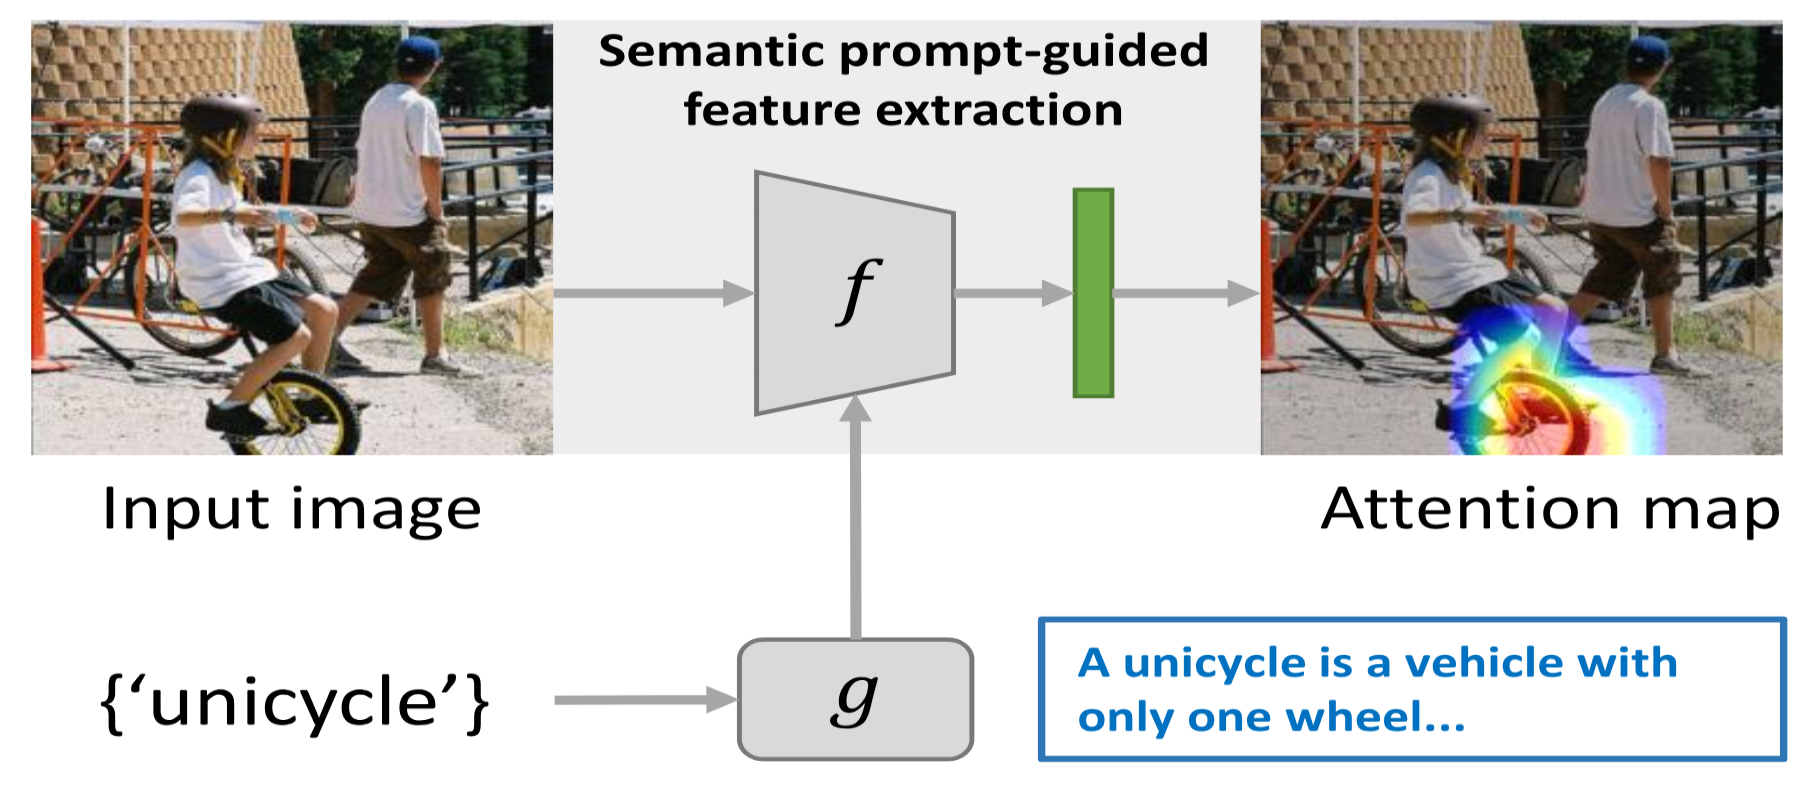 Semantic prompt-guided
feature extraction
f
Input image
Attention map
{‘unicycle’}
g
A unicycle is a vehicle with
only one wheel...